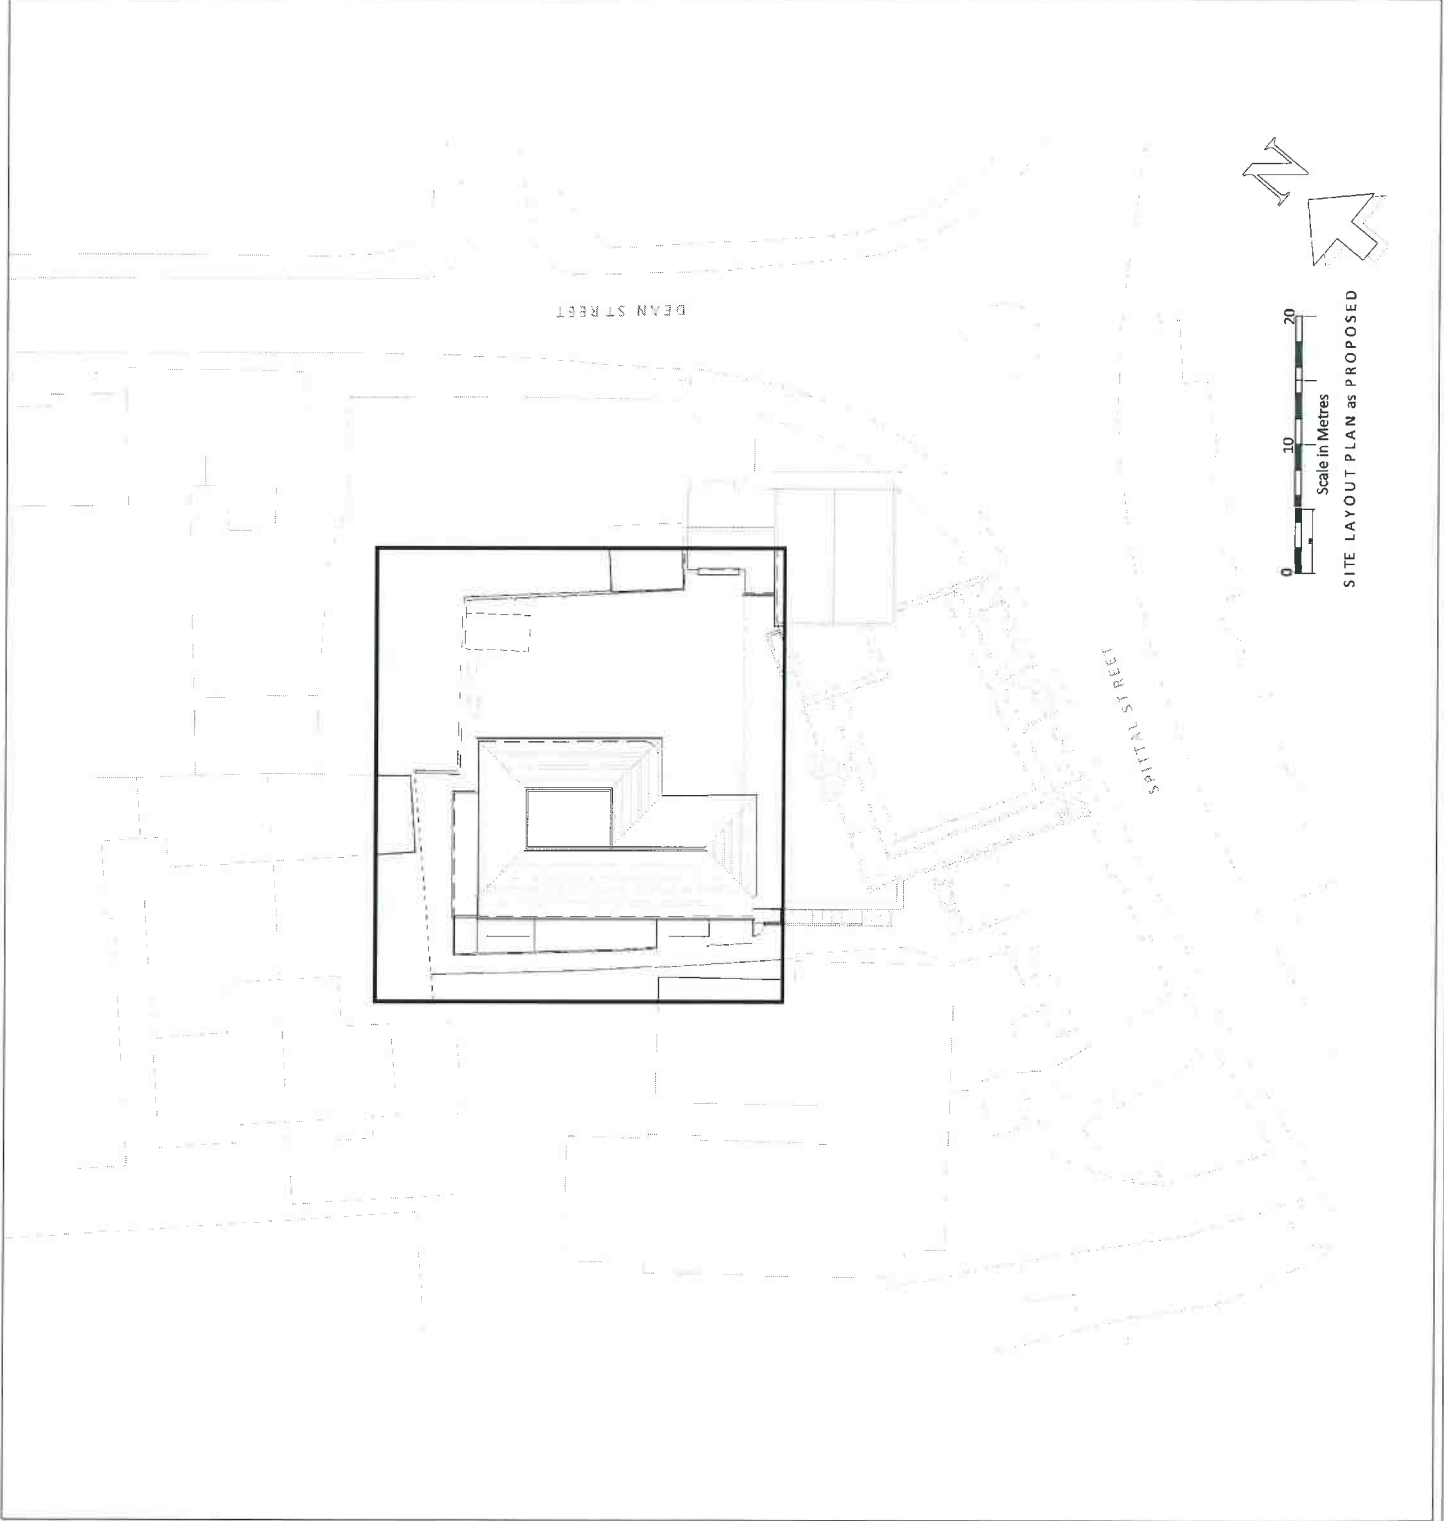 DEAN STREET
SPITTAL STREET
N
0 10 20
Scale in Metres
SITE LAYOUT PLAN as PROPOSED